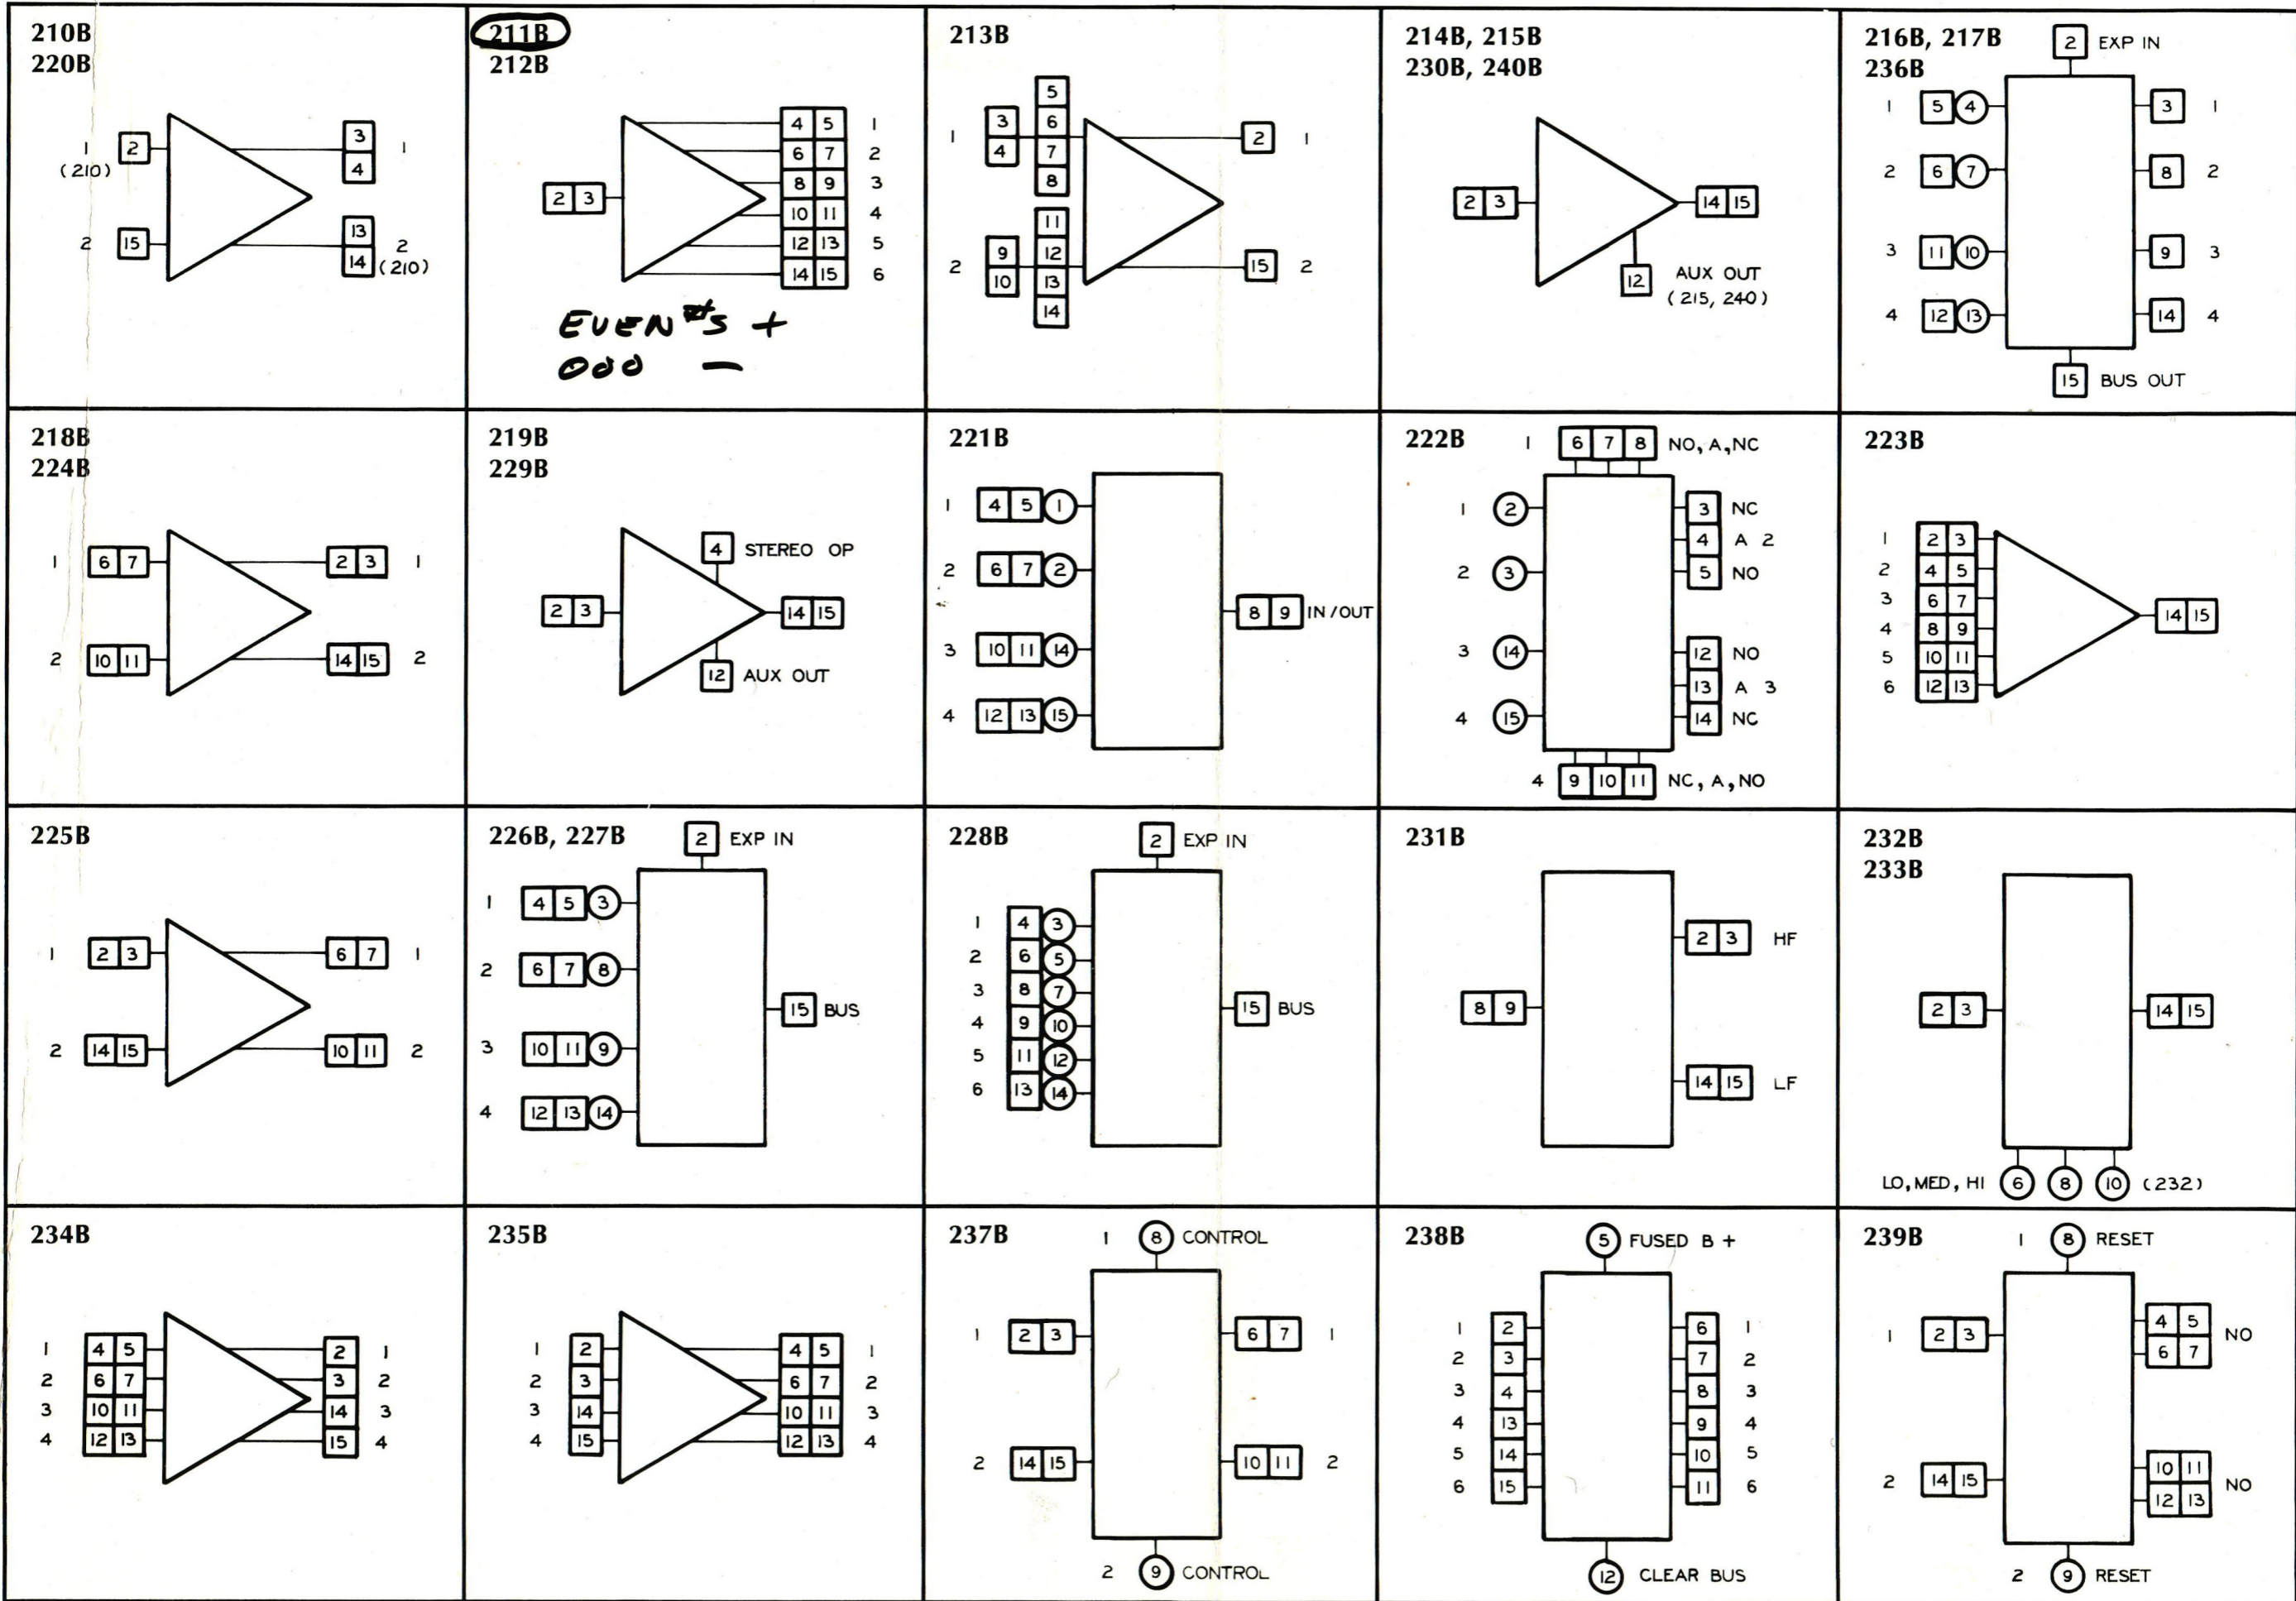 210B
220B
1 2 3
(210) 4 1
2 15 13 2
14 (210)
211B
212B
4 5 1
6 7 2
2 3 8 9 3
10 11 4
12 13 5
14 15 6
EVEN #'S +
ODD −
213B
5
3 6
1 4 7 2 1
8
11
9 12
2 10 13 15 2
14
214B, 215B
230B, 240B
2 3 14 15
12 AUX OUT
(215, 240)
216B, 217B 2 EXP IN
236B
1 5 4 3 1
2 6 7 8 2
3 11 10 9 3
4 12 13 14 4
15 BUS OUT
218B
224B
1 6 7 2 3 1
2 10 11 14 15 2
219B
229B
4 STEREO OP
2 3 14 15
12 AUX OUT
221B
1 4 5 1
2 6 7 2
8 9 IN/OUT
3 10 11 14
4 12 13 15
222B 1 6 7 8 NO, A, NC
1 2 3 NC
4 A 2
2 3 5 NO
3 14 12 NO
13 A 3
4 15 14 NC
4 9 10 11 NC, A, NO
223B
1 2 3
2 4 5
3 6 7
4 8 9 14 15
5 10 11
6 12 13
225B
1 2 3 6 7 1
2 14 15 10 11 2
226B, 227B 2 EXP IN
1 4 5 3
2 6 7 8
15 BUS
3 10 11 9
4 12 13 14
228B 2 EXP IN
1 4 3
2 6 5
3 8 7
15 BUS
4 9 10
5 11 12
6 13 14
231B
2 3 HF
8 9
14 15 LF
232B
233B
2 3 14 15
LO, MED, HI 6 8 10 (232)
234B
1 4 5 2 1
2 6 7 3 2
3 10 11 14 3
4 12 13 15 4
235B
1 2 4 5 1
2 3 6 7 2
3 14 10 11 3
4 15 12 13 4
237B 1 8 CONTROL
1 2 3 6 7 1
2 14 15 10 11 2
2 9 CONTROL
238B 5 FUSED B +
1 2 6 1
2 3 7 2
3 4 8 3
4 13 9 4
5 14 10 5
6 15 11 6
12 CLEAR BUS
239B 1 8 RESET
4 5
1 2 3 NO
6 7
10 11
2 14 15 NO
12 13
2 9 RESET